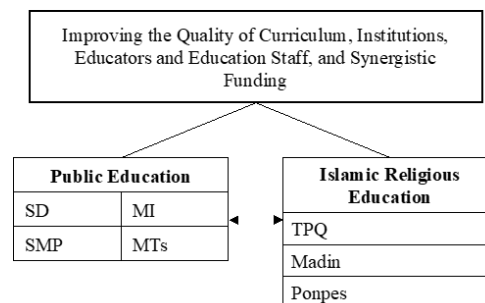 Improving the Quality of Curriculum, Institutions,
Educators and Education Staff, and Synergistic
Funding
Public Education
SD MI
SMP MTs
Islamic Religious
Education
TPQ
Madin
Ponpes